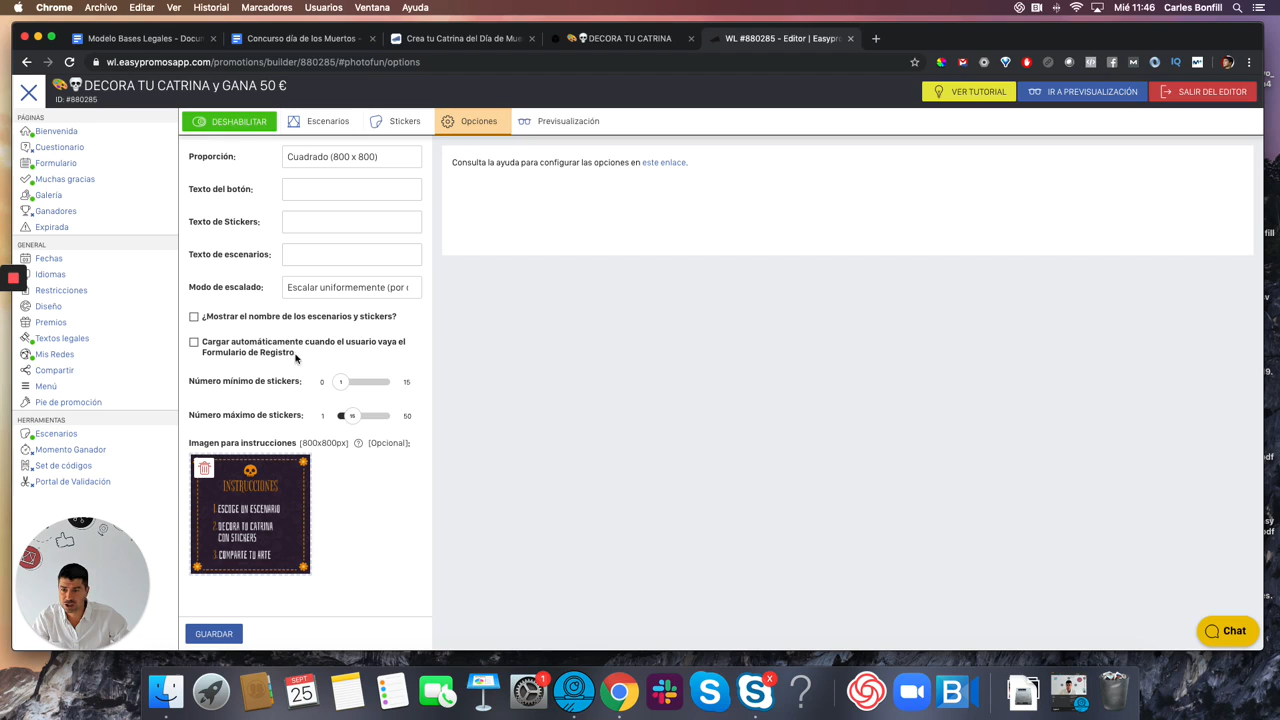 Marcadores Usuarios Ventana Ayuda
Mié 11:46 Carlos Bonfill
Modelo Bases Legales - Docu
Concurso día de los Muertos -
Crea tu Catrina del Día de Mue
DECORA TU CATRINA
WL #880285 - Editor | Easypro
wl.easypromosapp.com/promotions/builder/880285/#photofun/options
DECORA TU CATRINA y GANA 50 €
ID: #880285
VER TUTORIAL
IR A PREVISUALIZACIÓN
SALIR DEL EDITOR
PÁGINAS
Bienvenida
Cuestionario
Formulario
Muchas gracias
Galería
Ganadores
Expirada
GENERAL
Fechas
Idiomas
Restricciones
Diseño
Premios
Textos legales
Mis Redes
Compartir
Menú
Pie de promoción
HERRAMIENTAS
Escenarios
Momento Ganador
Set de códigos
Portal de Validación
DESHABILITAR
Escenarios
Stickers
Opciones
Previsualización
Proporción:
Cuadrado (800 x 800)
Texto del botón:
Texto de Stickers:
Texto de escenarios:
Modo de escalado:
Escalar uniformemente (por
¿Mostrar el nombre de los escenarios y stickers?
Cargar automáticamente cuando el usuario vaya el
Formulario de Registro
Número mínimo de stickers:
0 1 15
Número máximo de stickers:
1 15 50
Imagen para instrucciones [800x800px] ? [Opcional]:
INSTRUCCIONES
1. ESCOGE UN ESCENARIO
2. DECORA TU CATRINA
CON STICKERS
3. COMPARTE TU ARTE
GUARDAR
Consulta la ayuda para configurar las opciones en este enlace.
Chat
SEPT
25
1
X